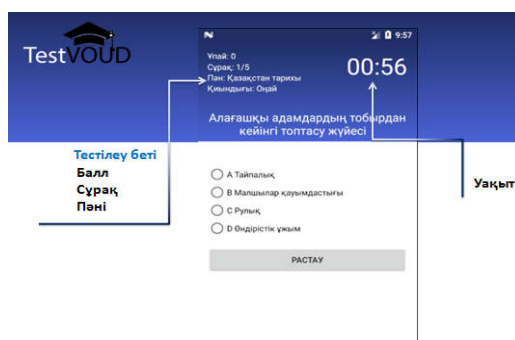 TestVOUD
N 9:57
Ұпай: 0
Сұрақ: 1/5
Пән: Қазақстан тарихы
Қиындығы: Оңай
00:56
Алағашқы адамдардың тобырдан
кейінгі топтасу жүйесі
Тестілеу беті
Балл
Сұрақ
Пәні
Уақыт
A Тайпалық
B Малшылар қауымдастығы
C Рулық
D Өндірістік ұжым
РАСТАУ